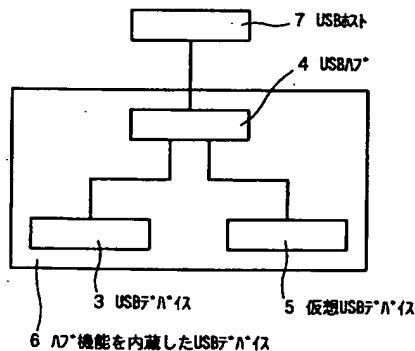 7 USBﾎｽﾄ
4 USBﾊﾌﾞ
3 USBﾃﾞﾊﾞｲｽ
5 仮想USBﾃﾞﾊﾞｲｽ
6 ﾊﾌﾞ機能を内蔵したUSBﾃﾞﾊﾞｲｽ